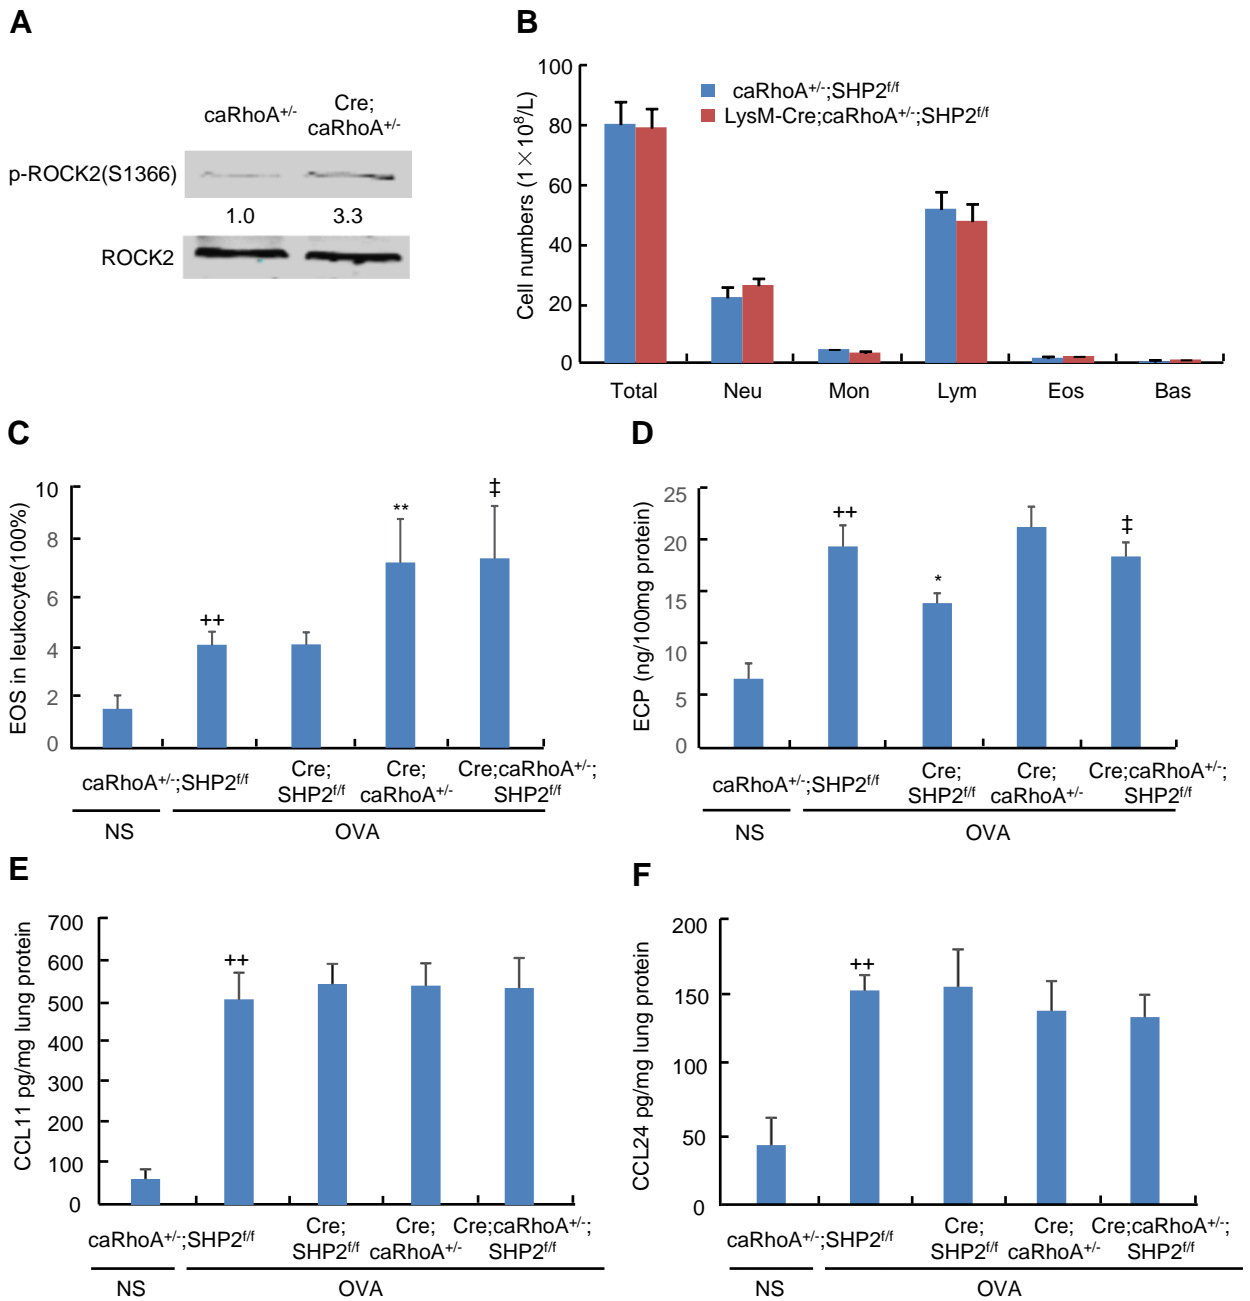 A
caRhoA+/-
Cre;
caRhoA+/-
p-ROCK2(S1366)
1.0 3.3
ROCK2
B
Cell numbers (1×10⁸/L)
100
80
60
40
20
0
caRhoA+/-;SHP2f/f
LysM-Cre;caRhoA+/-;SHP2f/f
Total Neu Mon Lym Eos Bas
C
EOS in leukocyte(100%)
10
8
6
4
2
0
++
**
‡
caRhoA+/-;SHP2f/f
Cre;
SHP2f/f
Cre;
caRhoA+/-
Cre;caRhoA+/-;
SHP2f/f
NS OVA
D
ECP (ng/100mg protein)
25
20
15
10
5
0
++
*
‡
caRhoA+/-;SHP2f/f
Cre;
SHP2f/f
Cre;
caRhoA+/-
Cre;caRhoA+/-;
SHP2f/f
NS OVA
E
CCL11 pg/mg lung protein
700
600
500
400
300
200
100
0
++
caRhoA+/-;SHP2f/f
Cre;
SHP2f/f
Cre;
caRhoA+/-
Cre;caRhoA+/-;
SHP2f/f
NS OVA
F
CCL24 pg/mg lung protein
200
150
100
50
0
++
caRhoA+/-;SHP2f/f
Cre;
SHP2f/f
Cre;
caRhoA+/-
Cre;caRhoA+/-;
SHP2f/f
NS OVA